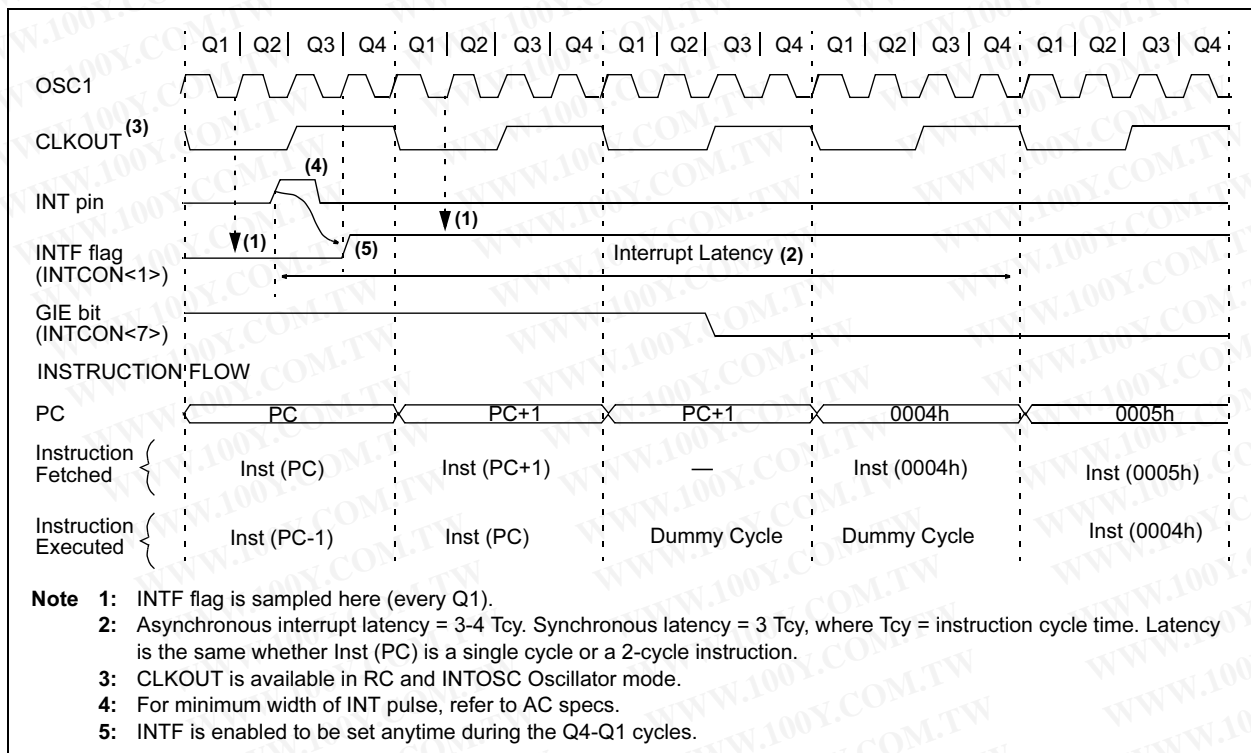 Q1 | Q2 | Q3 | Q4 Q1 | Q2 | Q3 | Q4 Q1 | Q2 | Q3 | Q4 Q1 | Q2 | Q3 | Q4 Q1 | Q2 | Q3 | Q4
OSC1
CLKOUT (3)
(4)
INT pin
(1)
(1)
INTF flag
(INTCON<1>)
(5)
Interrupt Latency (2)
GIE bit
(INTCON<7>)
INSTRUCTION FLOW
PC PC PC+1 PC+1 0004h 0005h
Instruction
Fetched
Inst (PC) Inst (PC+1) — Inst (0004h) Inst (0005h)
Instruction
Executed
Inst (PC-1) Inst (PC) Dummy Cycle Dummy Cycle Inst (0004h)
Note 1: INTF flag is sampled here (every Q1).
2: Asynchronous interrupt latency = 3-4 TCY. Synchronous latency = 3 TCY, where TCY = instruction cycle time. Latency
is the same whether Inst (PC) is a single cycle or a 2-cycle instruction.
3: CLKOUT is available in RC and INTOSC Oscillator mode.
4: For minimum width of INT pulse, refer to AC specs.
5: INTF is enabled to be set anytime during the Q4-Q1 cycles.
WWW.100Y.COM.TW